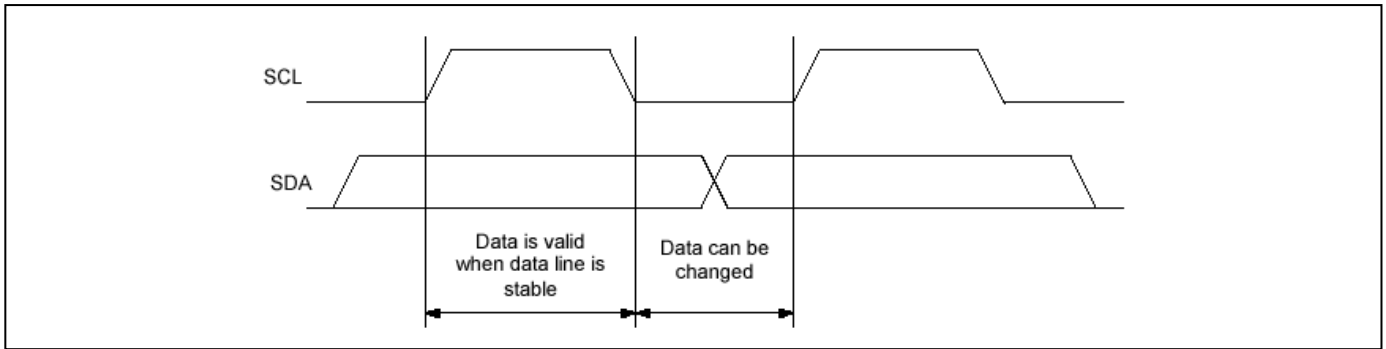 SCL
SDA
Data is valid
when data line is
stable
Data can be
changed